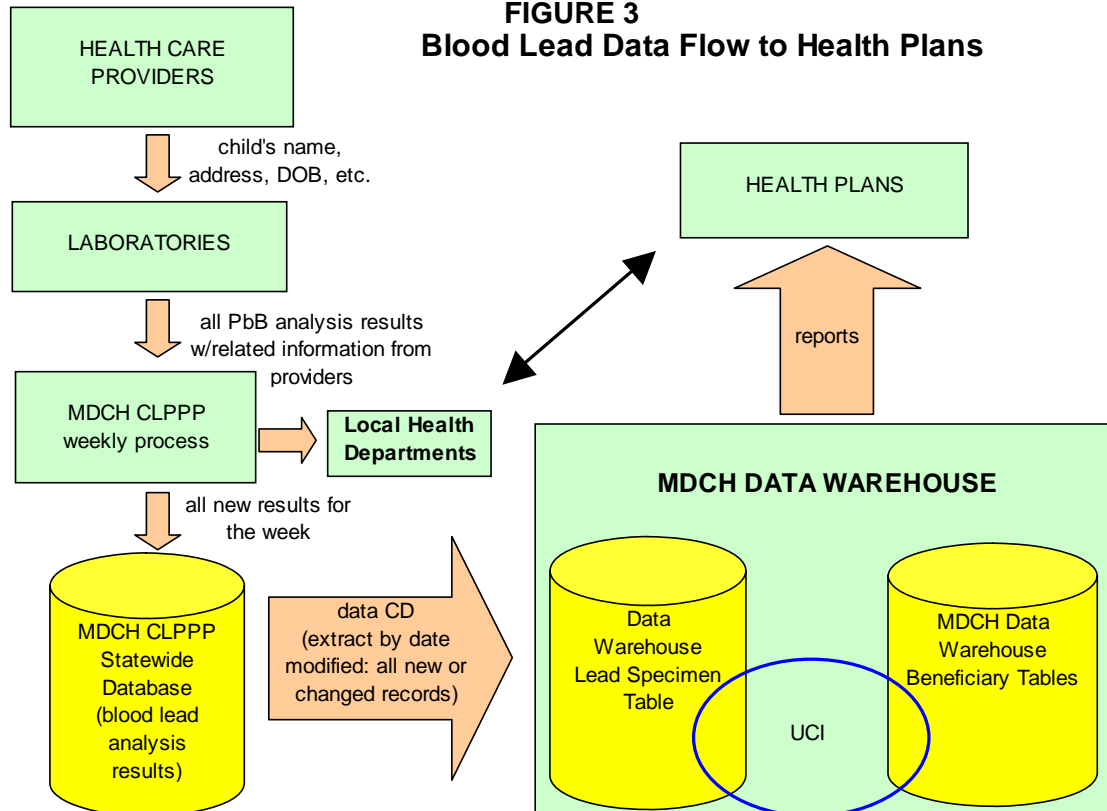 FIGURE 3
Blood Lead Data Flow to Health Plans
HEALTH CARE
PROVIDERS
child's name,
address, DOB, etc.
LABORATORIES
all PbB analysis results
w/related information from
providers
MDCH CLPPP
weekly process
Local Health
Departments
all new results for
the week
MDCH CLPPP
Statewide
Database
(blood lead
analysis
results)
data CD
(extract by date
modified: all new or
changed records)
HEALTH PLANS
reports
MDCH DATA WAREHOUSE
Data
Warehouse
Lead Specimen
Table
UCI
MDCH Data
Warehouse
Beneficiary Tables